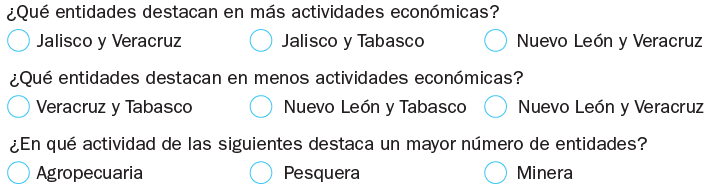 ¿Qué entidades destacan en más actividades económicas?
Jalisco y Veracruz Jalisco y Tabasco Nuevo León y Veracruz
¿Qué entidades destacan en menos actividades económicas?
Veracruz y Tabasco Nuevo León y Tabasco Nuevo León y Veracruz
¿En qué actividad de las siguientes destaca un mayor número de entidades?
Agropecuaria Pesquera Minera